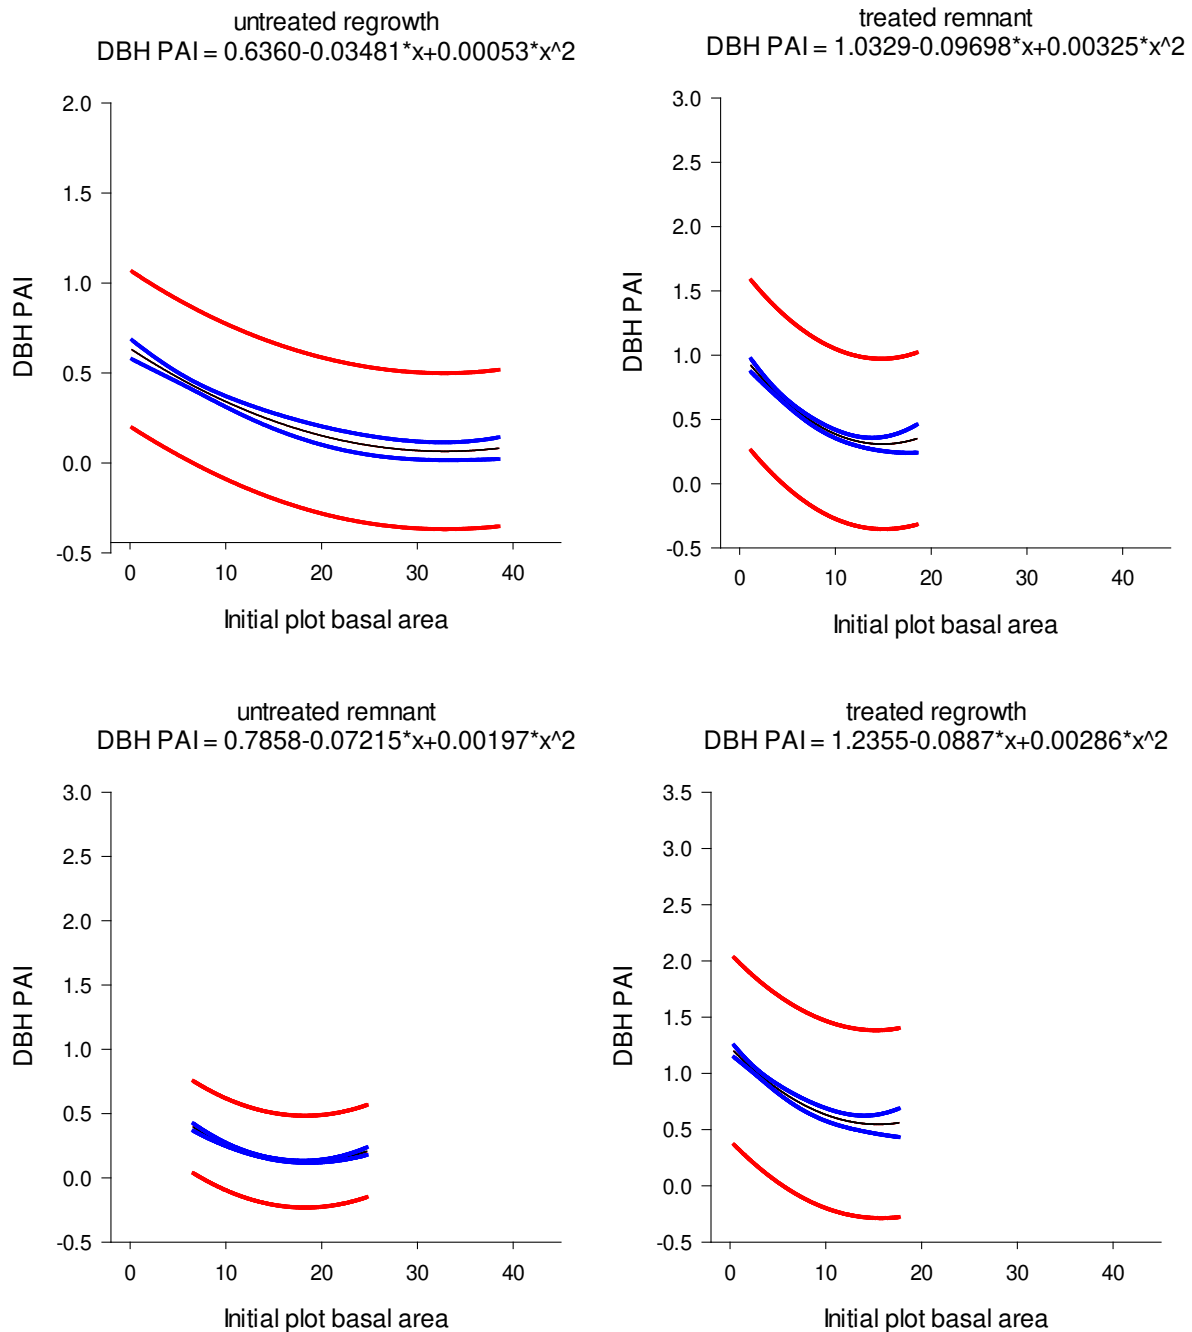 untreated regrowth
DBH PAI = 0.6360-0.03481*x+0.00053*x^2
2.0
1.5
1.0
0.5
0.0
-0.5
DBH PAI
0 10 20 30 40
Initial plot basal area
treated remnant
DBH PAI = 1.0329-0.09698*x+0.00325*x^2
3.0
2.5
2.0
1.5
1.0
0.5
0.0
-0.5
DBH PAI
0 10 20 30 40
Initial plot basal area
untreated remnant
DBH PAI = 0.7858-0.07215*x+0.00197*x^2
3.0
2.5
2.0
1.5
1.0
0.5
0.0
-0.5
DBH PAI
0 10 20 30 40
Initial plot basal area
treated regrowth
DBH PAI = 1.2355-0.0887*x+0.00286*x^2
3.5
3.0
2.5
2.0
1.5
1.0
0.5
0.0
-0.5
DBH PAI
0 10 20 30 40
Initial plot basal area